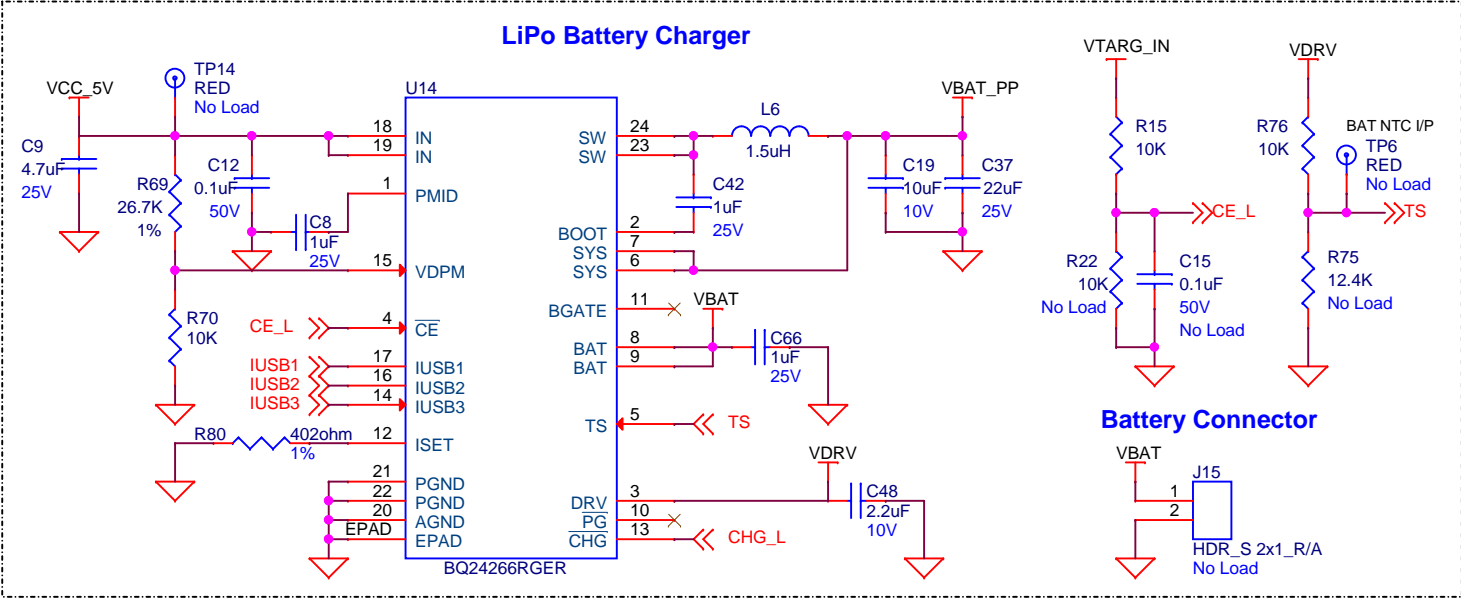 LiPo Battery Charger
VCC_5V
TP14
RED
No Load
C9
4.7uF
25V
R69
26.7K
1%
C12
0.1uF
50V
C8
1uF
25V
R70
10K
CE_L
IUSB1
IUSB2
IUSB3
R80
402ohm
1%
U14
18
IN
19
IN
1
PMID
15
VDPM
4
CE
17
IUSB1
16
IUSB2
14
IUSB3
12
ISET
21
PGND
22
PGND
20
AGND
EPAD
EPAD
24
SW
23
SW
2
BOOT
7
SYS
6
SYS
11
BGATE
8
BAT
9
BAT
5
TS
3
DRV
10
PG
13
CHG
BQ24266RGER
L6
1.5uH
C42
1uF
25V
VBAT_PP
C19
10uF
10V
C37
22uF
25V
VBAT
C66
1uF
25V
TS
VDRV
C48
2.2uF
10V
CHG_L
VTARG_IN
R15
10K
CE_L
R22
10K
No Load
C15
0.1uF
50V
No Load
VDRV
R76
10K
BAT NTC I/P
TP6
RED
No Load
TS
R75
12.4K
No Load
Battery Connector
VBAT
J15
1
2
HDR_S 2x1_R/A
No Load